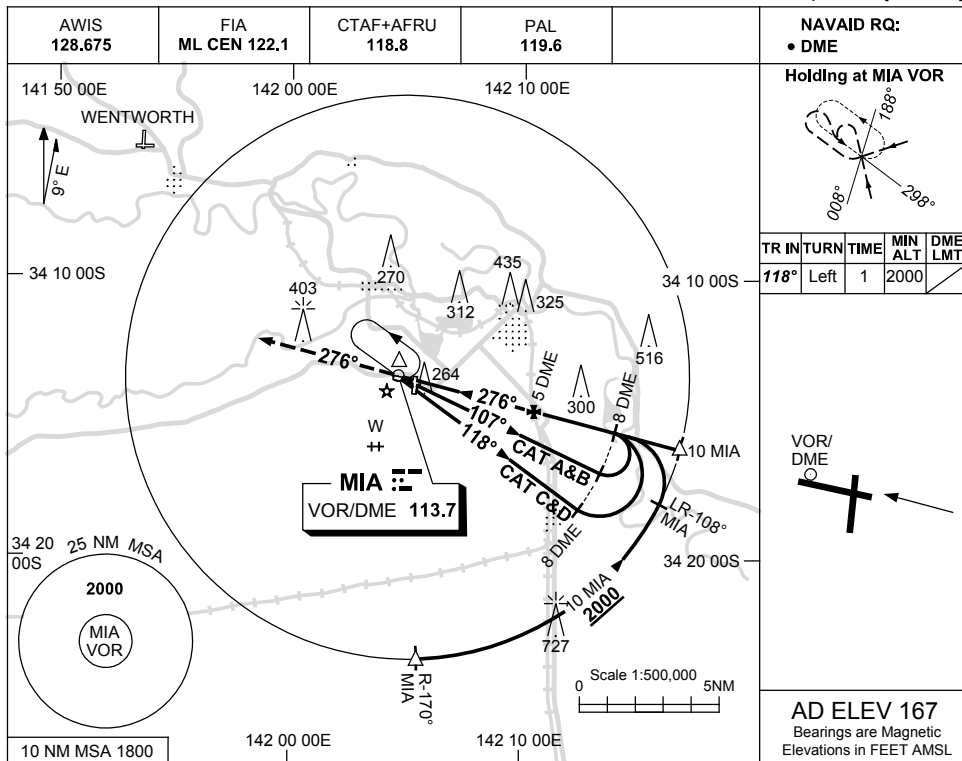 AWIS
128.675
FIA
ML CEN 122.1
CTAF+AFRU
118.8
PAL
119.6
NAVAID RQ:
• DME
141 50 00E
142 00 00E
142 10 00E
WENTWORTH
9° E
Holding at MIA VOR
188°
008°
298°
TR IN
TURN
TIME
MIN ALT
DME LMT
118°
Left
1
2000
34 10 00S
34 10 00S
403
270
312
435
325
516
300
264
276°
276°
107°
118°
5 DME
8 DME
CAT A&B
CAT C&D
8 DME
10 MIA
LR-108°
MIA
W
MIA
VOR/DME 113.7
VOR/
DME
34 20
00S
34 20 00S
25 NM MSA
2000
MIA
VOR
10 MIA
2000
727
R-170°
MIA
Scale 1:500,000
0
5NM
10 NM MSA 1800
142 00 00E
142 10 00E
AD ELEV 167
Bearings are Magnetic
Elevations in FEET AMSL